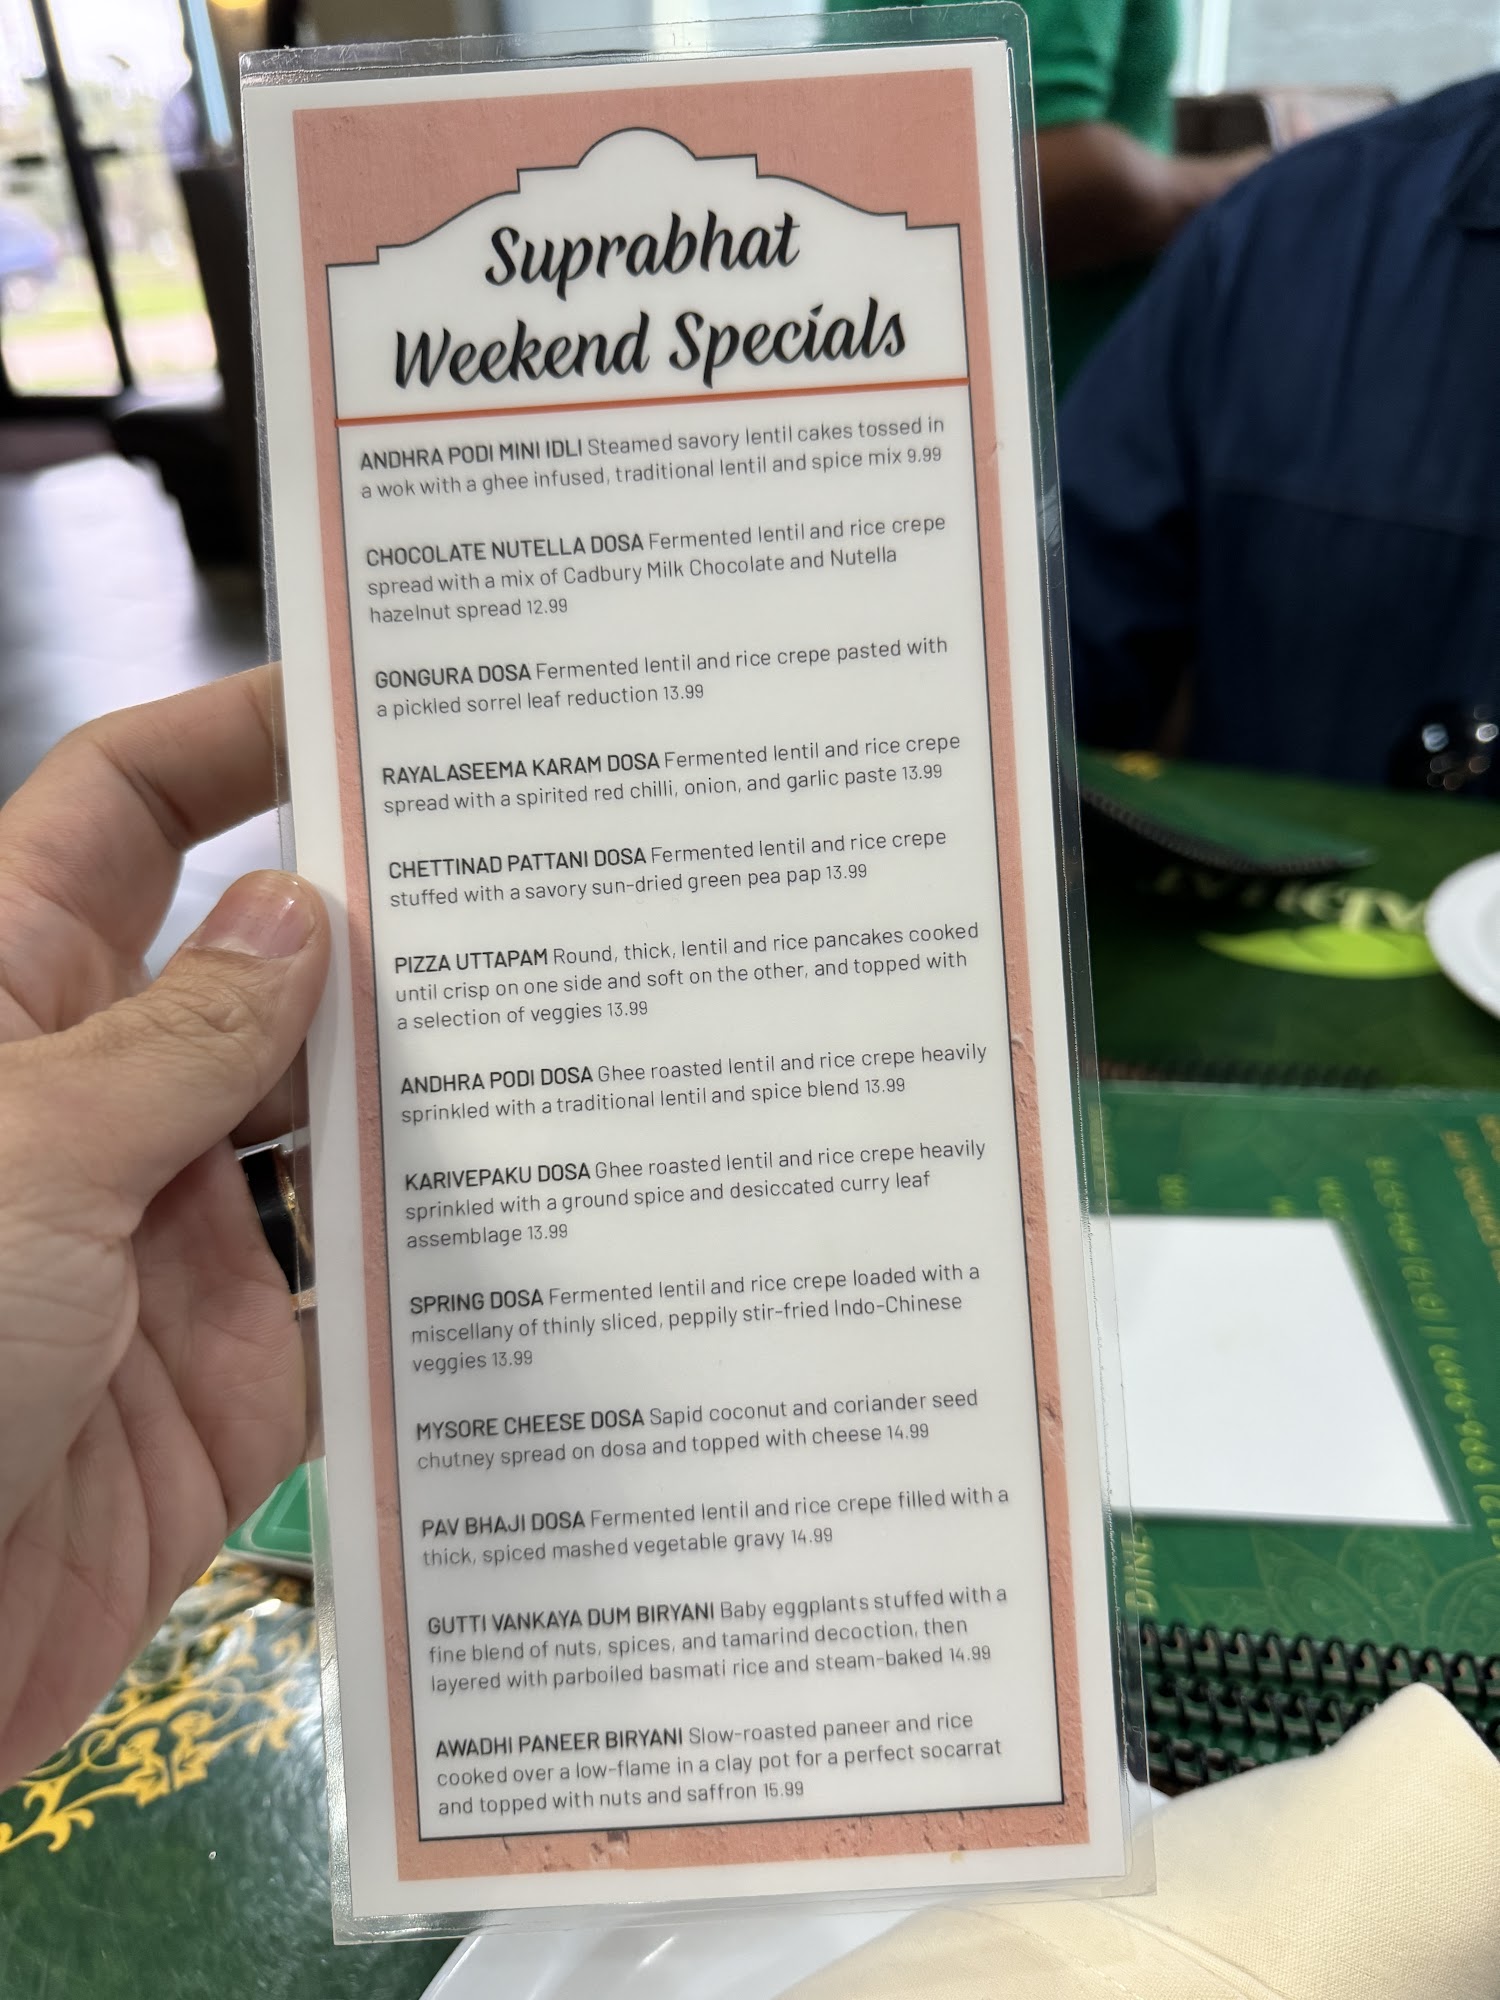 Suprabhat
Weekend Specials
ANDHRA PODI MINI IDLI Steamed savory lentil cakes tossed in
a wok with a ghee infused, traditional lentil and spice mix 9.99
CHOCOLATE NUTELLA DOSA Fermented lentil and rice crepe
spread with a mix of Cadbury Milk Chocolate and Nutella
hazelnut spread 12.99
GONGURA DOSA Fermented lentil and rice crepe pasted with
a pickled sorrel leaf reduction 13.99
RAYALASEEMA KARAM DOSA Fermented lentil and rice crepe
spread with a spirited red chilli, onion, and garlic paste 13.99
CHETTINAD PATTANI DOSA Fermented lentil and rice crepe
stuffed with a savory sun-dried green pea pap 13.99
PIZZA UTTAPAM Round, thick, lentil and rice pancakes cooked
until crisp on one side and soft on the other, and topped with
a selection of veggies 13.99
ANDHRA PODI DOSA Ghee roasted lentil and rice crepe heavily
sprinkled with a traditional lentil and spice blend 13.99
KARIVEPAKU DOSA Ghee roasted lentil and rice crepe heavily
sprinkled with a ground spice and desiccated curry leaf
assemblage 13.99
SPRING DOSA Fermented lentil and rice crepe loaded with a
miscellany of thinly sliced, peppily stir-fried Indo-Chinese
veggies 13.99
MYSORE CHEESE DOSA Sapid coconut and coriander seed
chutney spread on dosa and topped with cheese 14.99
PAV BHAJI DOSA Fermented lentil and rice crepe filled with a
thick, spiced mashed vegetable gravy 14.99
GUTTI VANKAYA DUM BIRYANI Baby eggplants stuffed with a
fine blend of nuts, spices, and tamarind decoction, then
layered with parboiled basmati rice and steam-baked 14.99
AWADHI PANEER BIRYANI Slow-roasted paneer and rice
cooked over a low-flame in a clay pot for a perfect socarrat
and topped with nuts and saffron 15.99